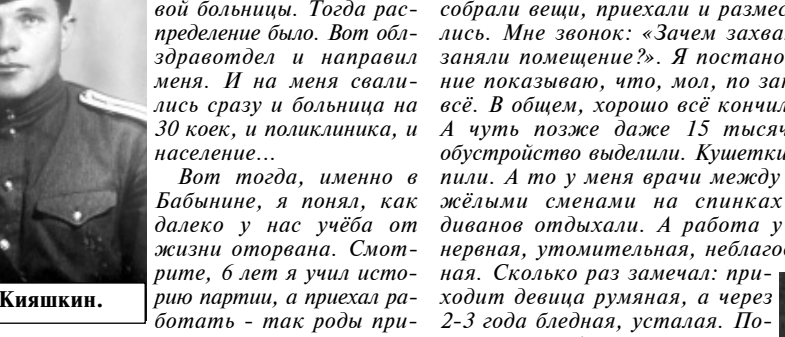 вой больницы. Тогда рас-
пределение было. Вот обл-
здравотдел и направил
меня. И на меня свали-
лись сразу и больница на
30 коек, и поликлиника, и
население...
Вот тогда, именно в
Бабынине, я понял, как
далеко у нас учёба от
жизни оторвана. Смот-
рите, 6 лет я учил исто-
рию партии, а приехал ра-
ботать - так роды при-
Кияшкин.
собрали вещи, приехали и размес
лись. Мне звонок: «Зачем захва
заняли помещение?». Я постано
ние показываю, что, мол, по зак
всё. В общем, хорошо всё кончил
А чуть позже даже 15 тысяч
обустройство выделили. Кушетки
пили. А то у меня врачи между
жёлыми сменами на спинках
диванов отдыхали. А работа у
нервная, утомительная, неблаго
ная. Сколько раз замечал: при-
ходит девица румяная, а через
2-3 года бледная, усталая. По-